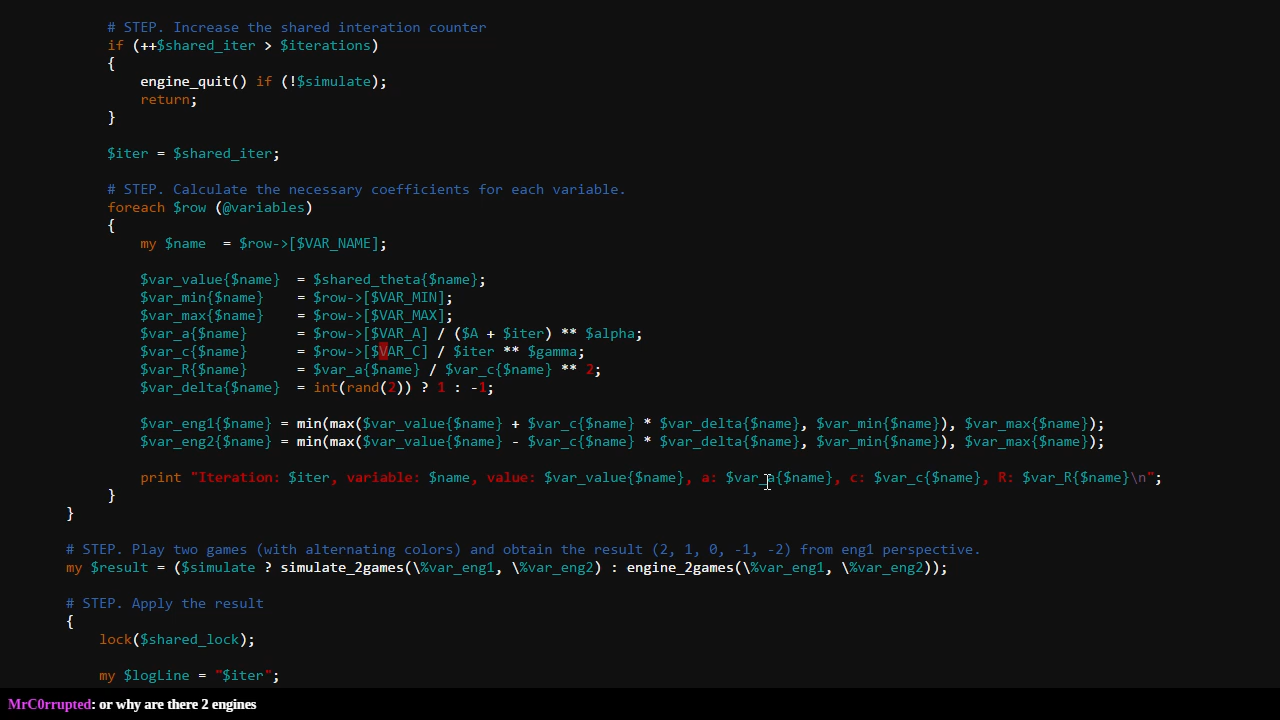 # STEP. Increase the shared interation counter
if (++$shared_iter > $iterations)
{
engine_quit() if (!$simulate);
return;
}
$iter = $shared_iter;
# STEP. Calculate the necessary coefficients for each variable.
foreach $row (@variables)
{
my $name  = $row->[$VAR_NAME];
$var_value{$name}  = $shared_theta{$name};
$var_min{$name}    = $row->[$VAR_MIN];
$var_max{$name}    = $row->[$VAR_MAX];
$var_a{$name}      = $row->[$VAR_A] / ($A + $iter) ** $alpha;
$var_c{$name}      = $row->[$VAR_C] / $iter ** $gamma;
$var_R{$name}      = $var_a{$name} / $var_c{$name} ** 2;
$var_delta{$name}  = int(rand(2)) ? 1 : -1;
$var_eng1{$name} = min(max($var_value{$name} + $var_c{$name} * $var_delta{$name}, $var_min{$name}), $var_max{$name});
$var_eng2{$name} = min(max($var_value{$name} - $var_c{$name} * $var_delta{$name}, $var_min{$name}), $var_max{$name});
print "Iteration: $iter, variable: $name, value: $var_value{$name}, a: $var_a{$name}, c: $var_c{$name}, R: $var_R{$name}\n";
}
}
# STEP. Play two games (with alternating colors) and obtain the result (2, 1, 0, -1, -2) from eng1 perspective.
my $result = ($simulate ? simulate_2games(\%var_eng1, \%var_eng2) : engine_2games(\%var_eng1, \%var_eng2));
# STEP. Apply the result
{
lock($shared_lock);
my $logLine = "$iter";
MrC0rrupted: or why are there 2 engines